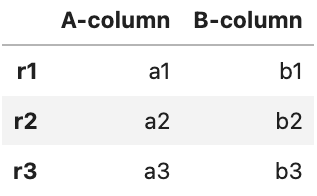 A-column B-column
r1 a1 b1
r2 a2 b2
r3 a3 b3